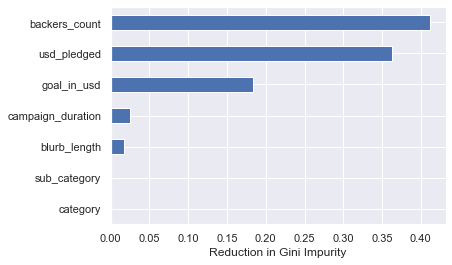 backers_count
usd_pledged
goal_in_usd
campaign_duration
blurb_length
sub_category
category
0.00 0.05 0.10 0.15 0.20 0.25 0.30 0.35 0.40
Reduction in Gini Impurity